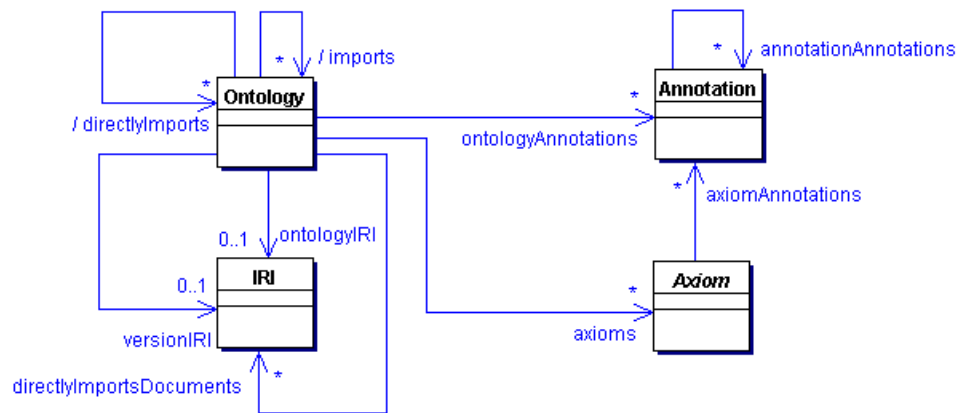 * / imports * annotationAnnotations
* Ontology * Annotation
/ directlyImports ontologyAnnotations
* axiomAnnotations
0..1 ontologyIRI
0..1 IRI * Axiom
versionIRI axioms
directlyImportsDocuments *